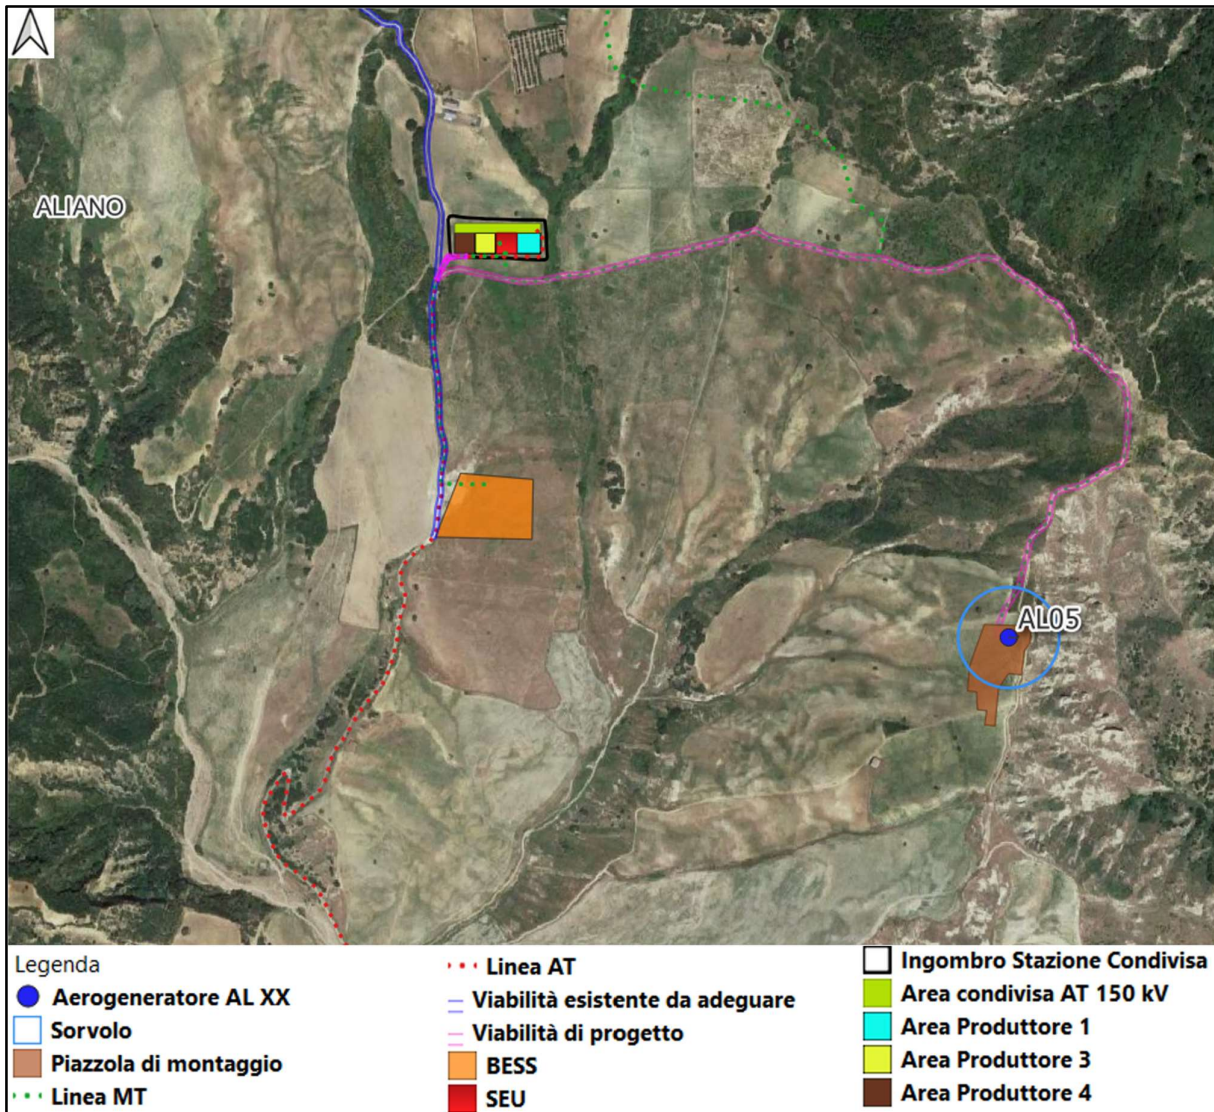 ALIANO
AL05
Legenda
Aerogeneratore AL XX
Sorvolo
Piazzola di montaggio
Linea MT
Linea AT
Viabilità esistente da adeguare
Viabilità di progetto
BESS
SEU
Ingombro Stazione Condivisa
Area condivisa AT 150 kV
Area Produttore 1
Area Produttore 3
Area Produttore 4